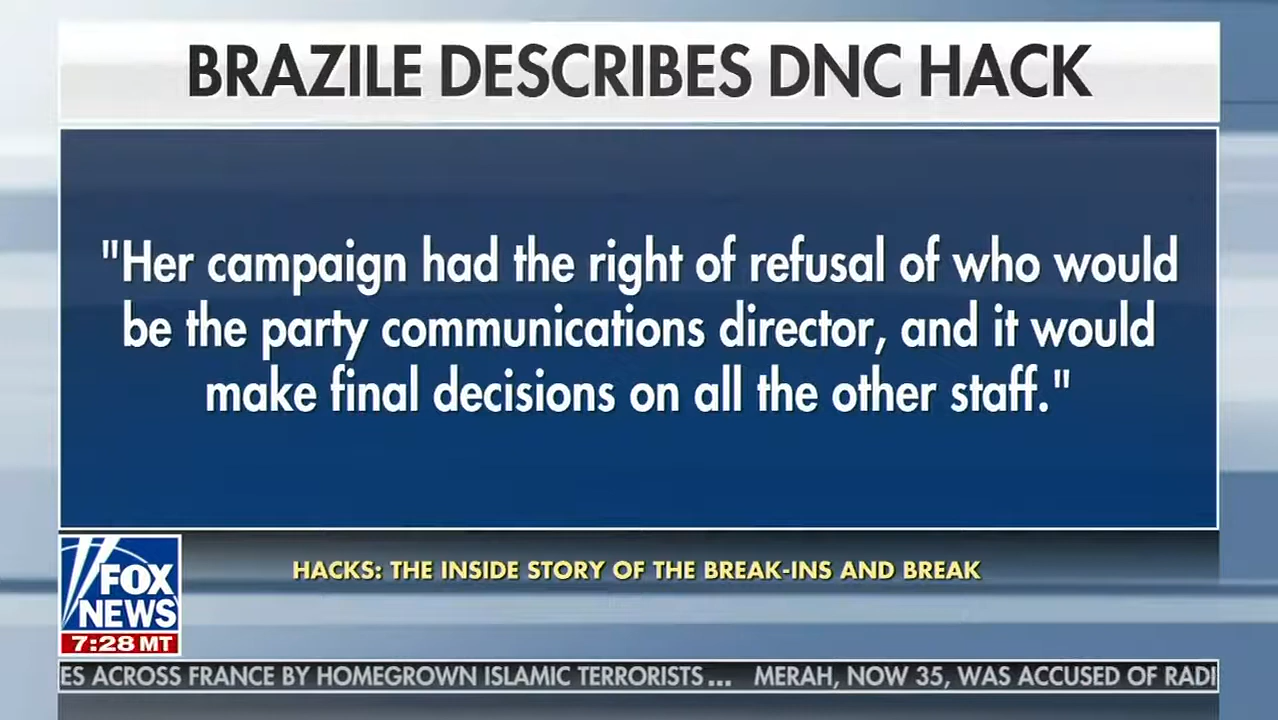 BRAZILE DESCRIBES DNC HACK
"Her campaign had the right of refusal of who would
be the party communications director, and it would
make final decisions on all the other staff."
HACKS: THE INSIDE STORY OF THE BREAK-INS AND BREAK
FOX
NEWS
7:28 MT
ES ACROSS FRANCE BY HOMEGROWN ISLAMIC TERRORISTS... MERAH, NOW 35, WAS ACCUSED OF RADI